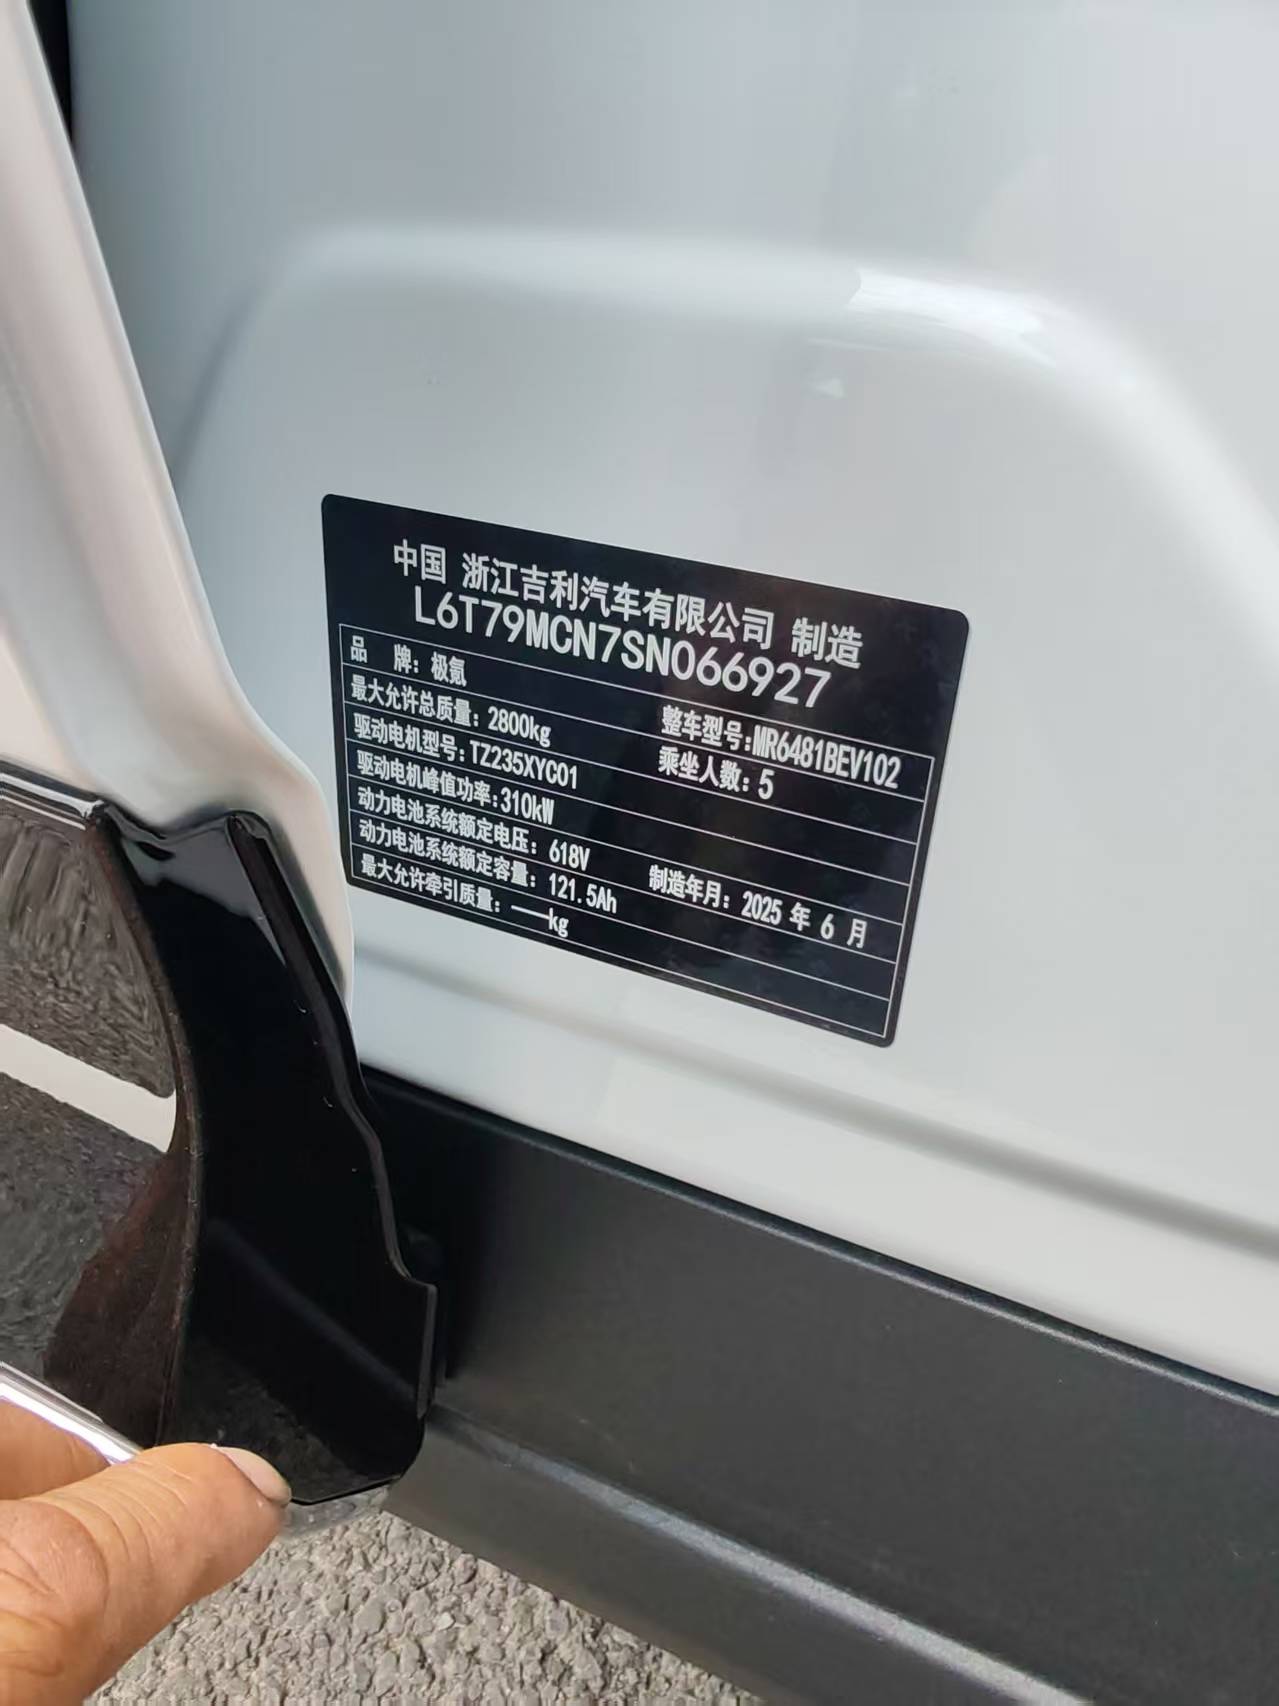 中国 浙江吉利汽车有限公司 制造
L6T79MCN7SN066927
品 牌：极氪 整车型号：MR6481BEV102
最大允许总质量：2800kg 乘坐人数：5
驱动电机型号：TZ235XYC01
驱动电机峰值功率：310kW
动力电池系统额定电压：618V 制造年月：2025 年 6 月
动力电池系统额定容量：121.5Ah
最大允许牵引质量：——kg